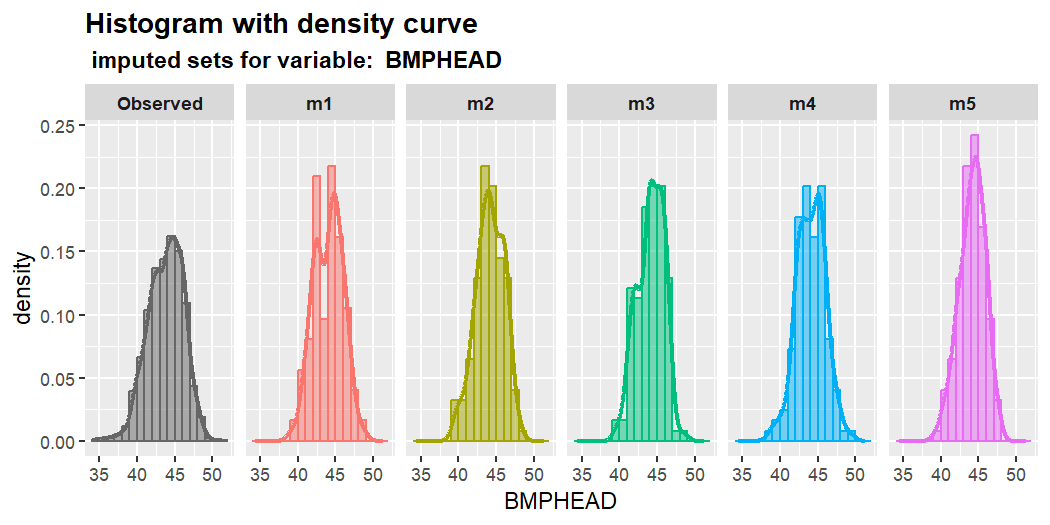 Histogram with density curve
imputed sets for variable:  BMPHEAD
Observed m1 m2 m3 m4 m5
0.25
0.20
0.15
0.10
0.05
0.00
density
35 40 45 50 35 40 45 50 35 40 45 50 35 40 45 50 35 40 45 50 35 40 45 50
BMPHEAD